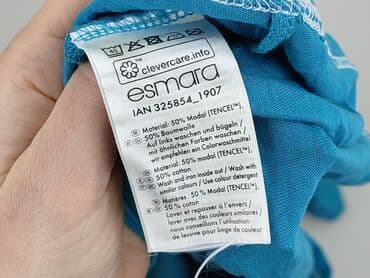 40
clevercare.info
esmara
IAN 325854_1907
Material: 50% Modal (TENCEL™),
50% Baumwolle
Auf links waschen und bügeln /
mit ähnlichen Farben waschen /
wir empfehlen ein Colorwaschmittel
Material: 50% modal (TENCEL™),
50% cotton
Wash and iron inside out / Wash with
similar colours / Use colour detergent
Matières: 50% modal (TENCEL™),
50% coton
Laver et repasser à l'envers /
laver avec des couleurs similaires /
nous conseillons l'utilisation
de lessive pour linge de couleur